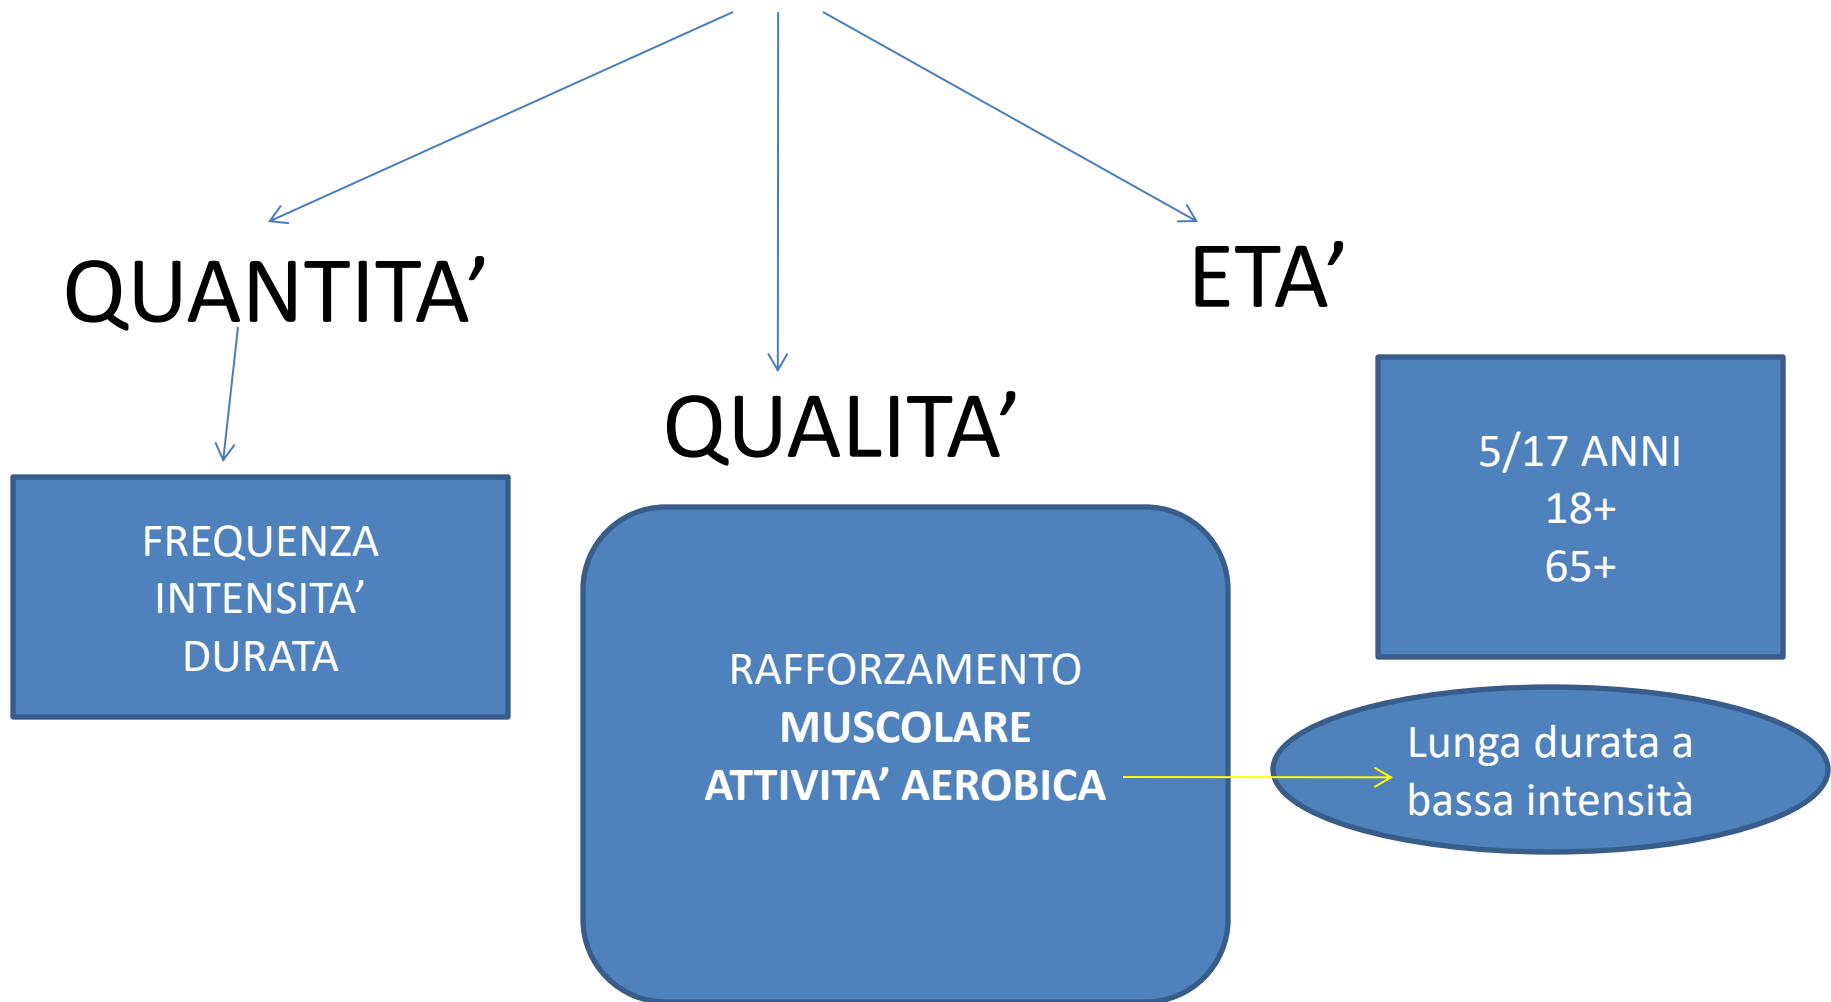 QUANTITA’
ETA’
QUALITA’
FREQUENZA
INTENSITA’
DURATA
RAFFORZAMENTO
MUSCOLARE
ATTIVITA’ AEROBICA
5/17 ANNI
18+
65+
Lunga durata a
bassa intensità